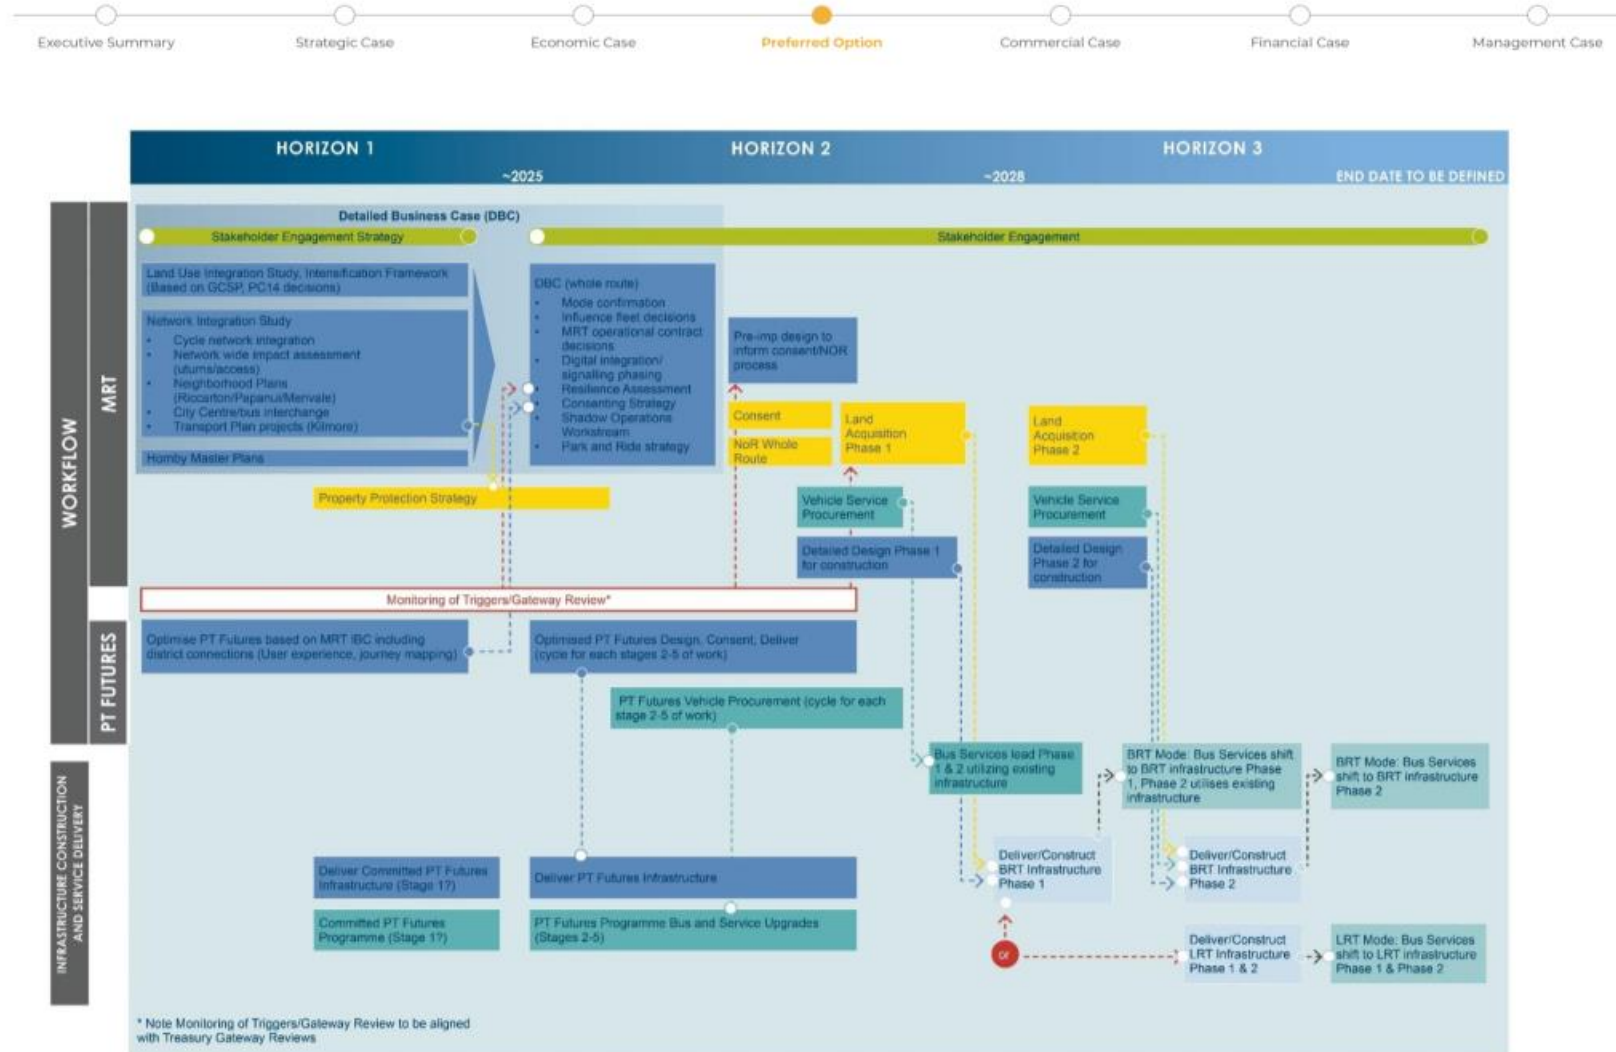 Executive Summary
Strategic Case
Economic Case
Preferred Option
Commercial Case
Financial Case
Management Case
HORIZON 1
HORIZON 2
HORIZON 3
~2025
~2028
END DATE TO BE DEFINED
WORKFLOW
MRT
Detailed Business Case (DBC)
Stakeholder Engagement Strategy
Stakeholder Engagement
Land Use Integration Study, Intensification Framework
(Based on GCSP, PC14 decisions)
Network Integration Study
• Cycle network integration
• Network wide impact assessment
(uturns/access)
• Neighborhood Plans
(Riccarton/Papanui/Merivale)
• City Centre/bus interchange
• Transport Plan projects (Kilmore)
Hornby Master Plans
DBC (whole route)
• Mode confirmation
• Influence fleet decisions
• MRT operational contract
decisions
• Digital integration/
signalling phasing
• Resilience Assessment
• Consenting Strategy
• Shadow Operations
Workstream
• Park and Ride strategy
Pre-imp design to
inform consent/NOR
process
Consent
NoR Whole
Route
Land
Acquisition
Phase 1
Land
Acquisition
Phase 2
Property Protection Strategy
Vehicle Service
Procurement
Vehicle Service
Procurement
Detailed Design Phase 1
for construction
Detailed Design
Phase 2 for
construction
Monitoring of Triggers/Gateway Review*
PT FUTURES
Optimise PT Futures based on MRT IBC including
district connections (User experience, journey mapping)
Optimised PT Futures Design, Consent, Deliver
(cycle for each stages 2-5 of work)
PT Futures Vehicle Procurement (cycle for each
stage 2-5 of work)
INFRASTRUCTURE CONSTRUCTION
AND SERVICE DELIVERY
Bus Services lead Phase
1 & 2 utilizing existing
infrastructure
BRT Mode: Bus Services shift
to BRT infrastructure Phase
1, Phase 2 utilises existing
infrastructure
BRT Mode: Bus Services
shift to BRT Infrastructure
Phase 2
Deliver Committed PT Futures
Infrastructure (Stage 1?)
Deliver PT Futures Infrastructure
Deliver/Construct
BRT Infrastructure
Phase 1
Deliver/Construct
BRT Infrastructure
Phase 2
Committed PT Futures
Programme (Stage 1?)
PT Futures Programme Bus and Service Upgrades
(Stages 2-5)
or
Deliver/Construct
LRT Infrastructure
Phase 1 & 2
LRT Mode: Bus Services
shift to LRT infrastructure
Phase 1 & Phase 2
* Note Monitoring of Triggers/Gateway Review to be aligned
with Treasury Gateway Reviews